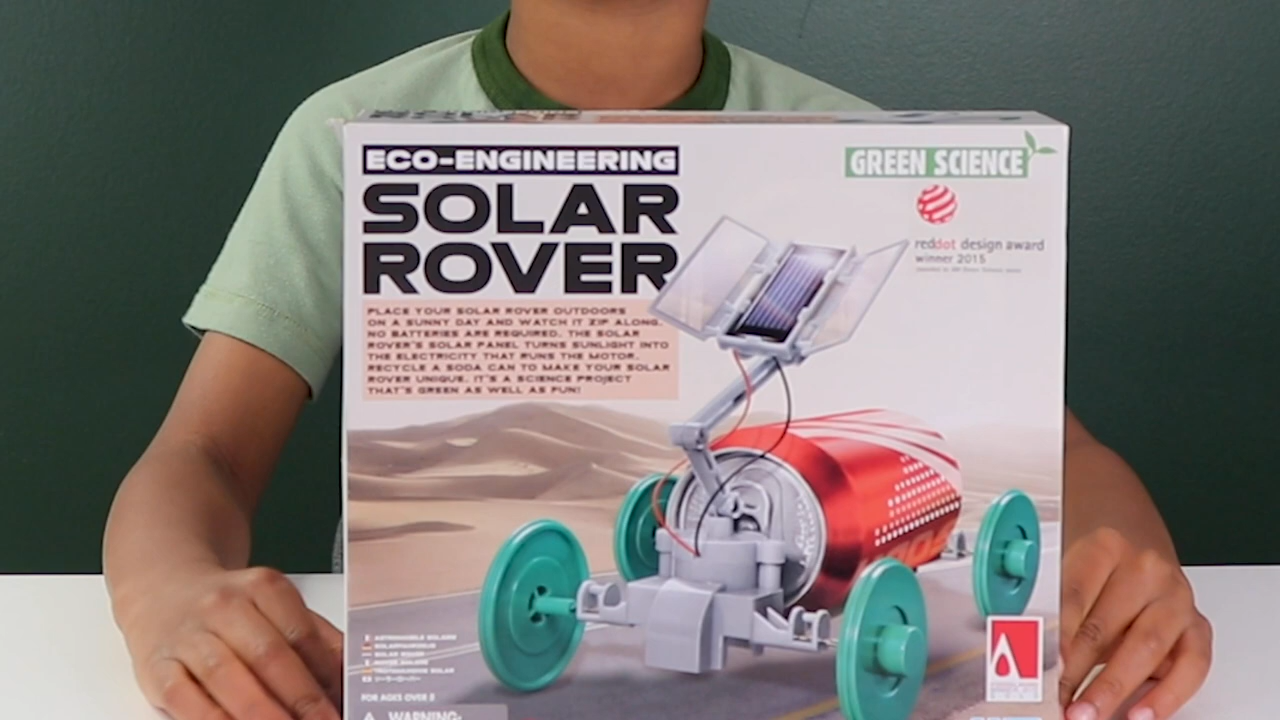 ECO-ENGINEERING
SOLAR
ROVER
PLACE YOUR SOLAR ROVER OUTDOORS
ON A SUNNY DAY AND WATCH IT ZIP ALONG.
NO BATTERIES ARE REQUIRED. THE SOLAR
ROVER'S SOLAR PANEL TURNS SUNLIGHT INTO
THE ELECTRICITY THAT RUNS THE MOTOR.
RECYCLE A SODA CAN TO MAKE YOUR SOLAR
ROVER UNIQUE. IT'S A SCIENCE PROJECT
THAT'S GREEN AS WELL AS FUN!
GREEN SCIENCE
reddot design award
winner 2015
FOR AGES OVER 8
WARNING: